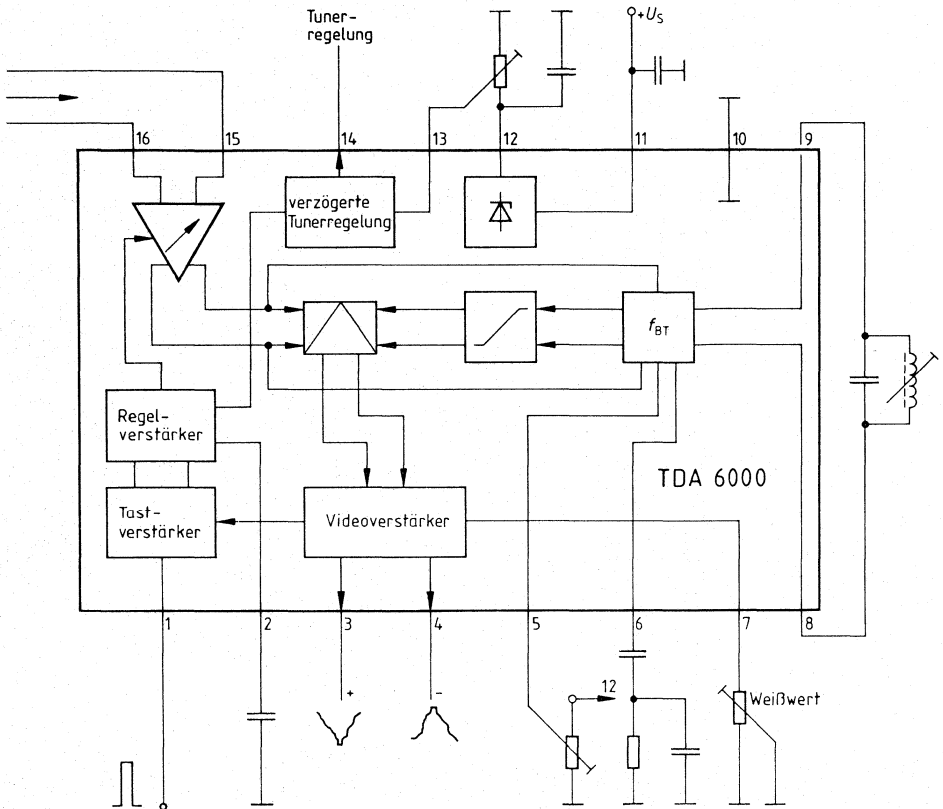 Tuner-
regelung
+U_S
16
15
14
13
12
11
10
9
verzögerte
Tunerregelung
f_BT
Regel-
verstärker
TDA 6000
Tast-
verstärker
Videoverstärker
1
2
3
4
5
6
7
8
+
-
12
Weißwert